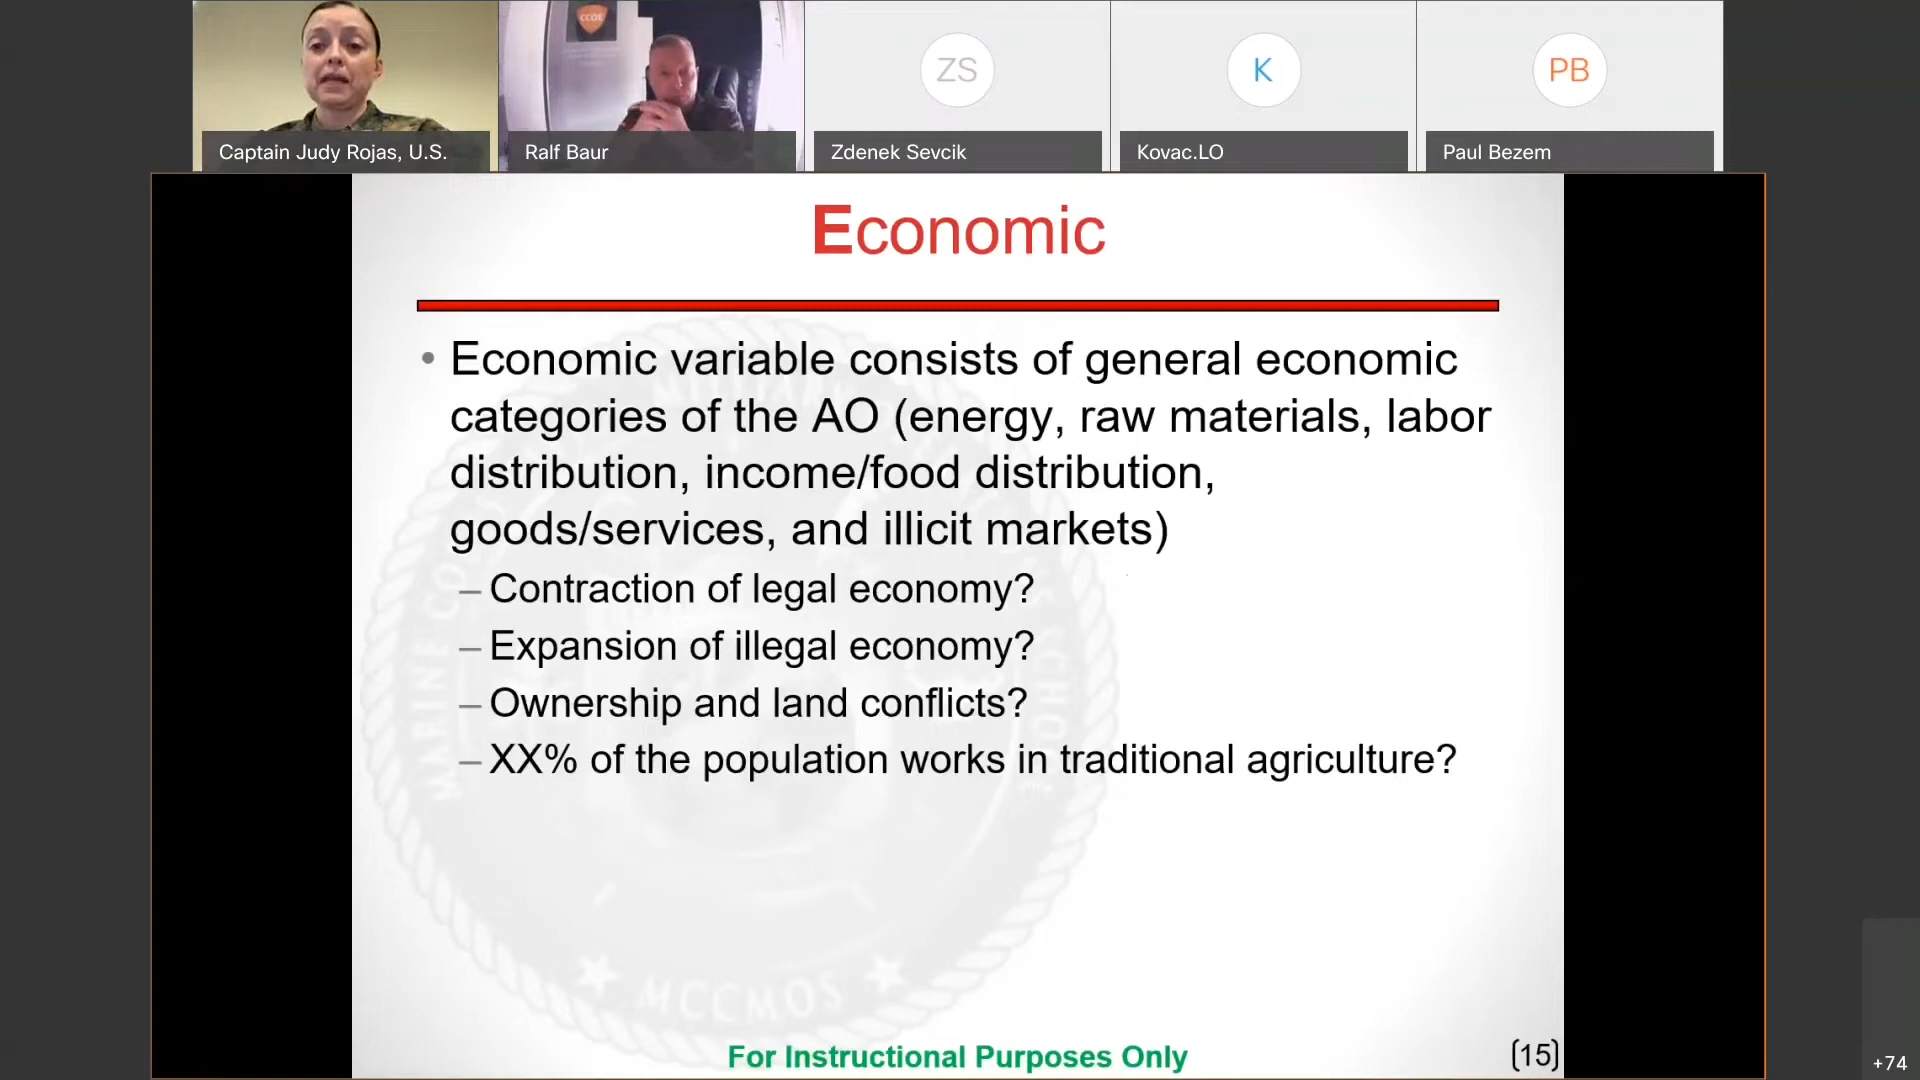 CCOE
ZS
K
PB
Captain Judy Rojas, U.S.
Ralf Baur
Zdenek Sevcik
Kovac.LO
Paul Bezem
Economic
• Economic variable consists of general economic
categories of the AO (energy, raw materials, labor
distribution, income/food distribution,
goods/services, and illicit markets)
– Contraction of legal economy?
– Expansion of illegal economy?
– Ownership and land conflicts?
– XX% of the population works in traditional agriculture?
MCCMOS
For Instructional Purposes Only
[15]
+74